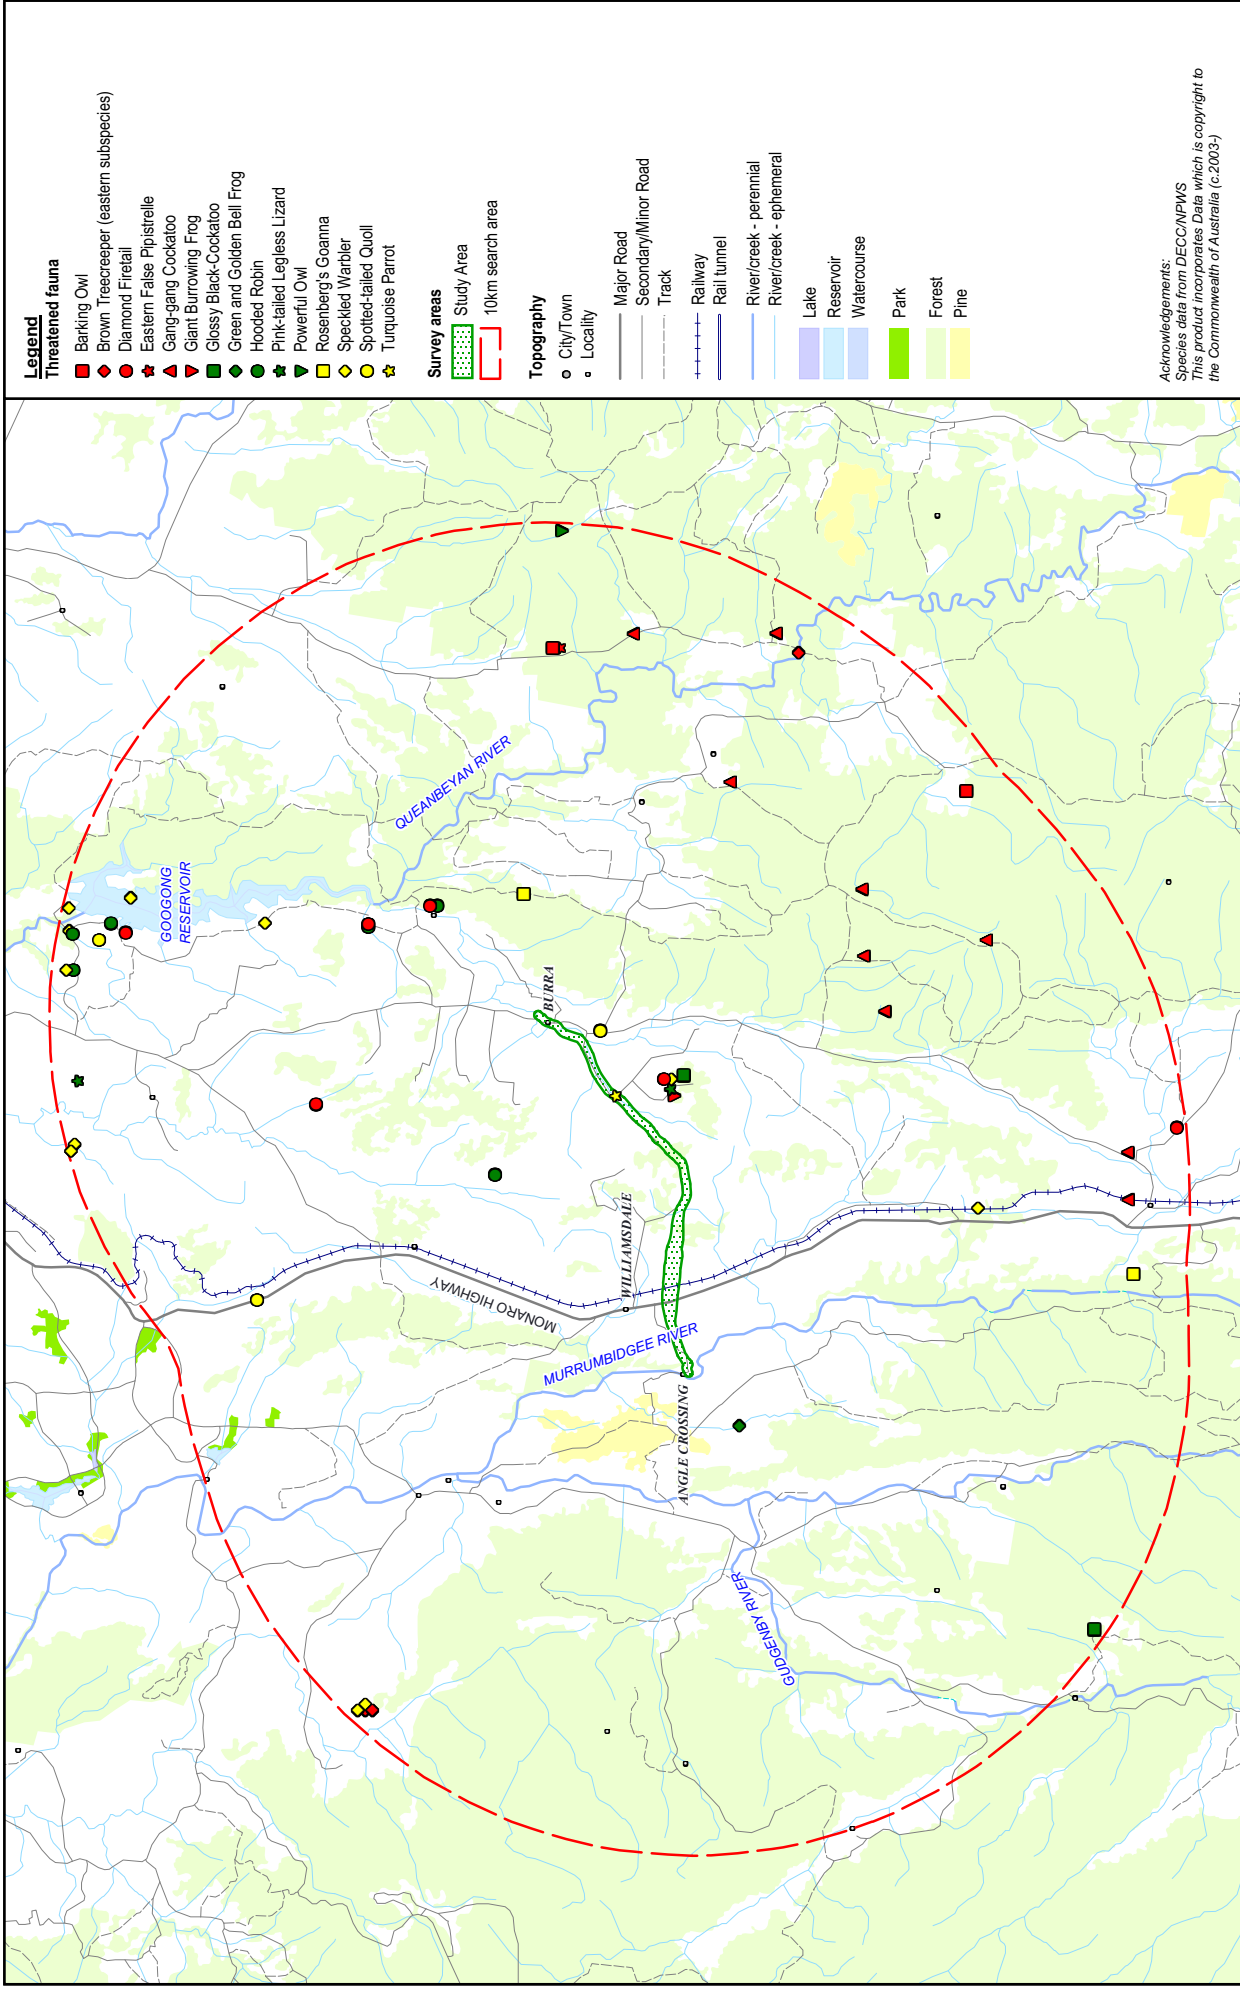 Legend
Threatened fauna
Barking Owl
Brown Treecreeper (eastern subspecies)
Diamond Firetail
Eastern False Pipistrelle
Gang-gang Cockatoo
Giant Burrowing Frog
Glossy Black-Cockatoo
Green and Golden Bell Frog
Hooded Robin
Pink-tailed Legless Lizard
Powerful Owl
Rosenberg's Goanna
Speckled Warbler
Spotted-tailed Quoll
Turquoise Parrot
Survey areas
Study Area
10km search area
Topography
City/Town
Locality
Major Road
Secondary/Minor Road
Track
Railway
Rail tunnel
River/creek - perennial
River/creek - ephemeral
Lake
Reservoir
Watercourse
Park
Forest
Pine
Acknowledgements:
Species data from DECC/NPWS
This product incorporates Data which is copyright to
the Commonwealth of Australia (c.2003-)
GOOGONG
RESERVOIR
QUEANBEYAN RIVER
BURRA
WILLIAMSDALE
MONARO HIGHWAY
MURRUMBIDGEE RIVER
ANGLE CROSSING
GUDGENBY RIVER